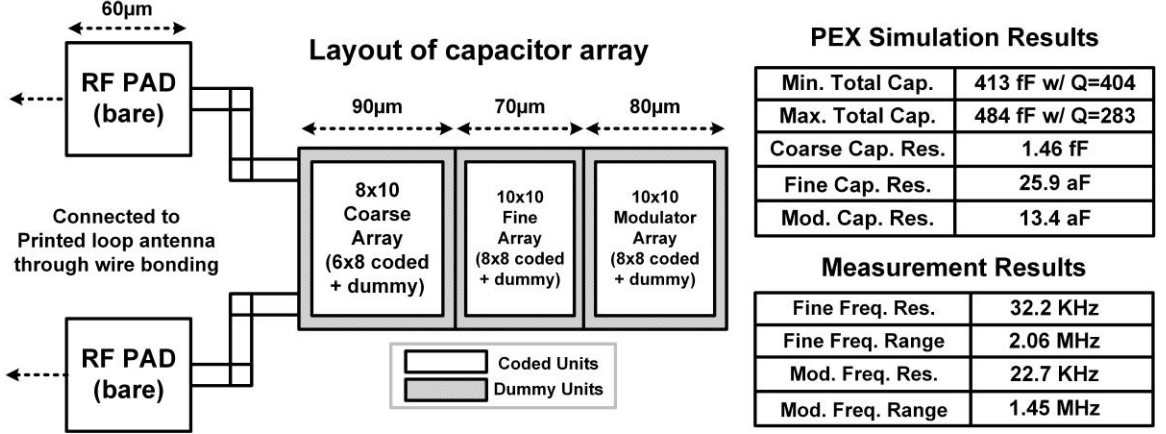 60µm
RF PAD
(bare)
Layout of capacitor array
90µm
70µm
80µm
8x10
Coarse
Array
(6x8 coded
+ dummy)
10x10
Fine
Array
(8x8 coded
+ dummy)
10x10
Modulator
Array
(8x8 coded
+ dummy)
Connected to
Printed loop antenna
through wire bonding
RF PAD
(bare)
Coded Units
Dummy Units
PEX Simulation Results
Min. Total Cap. 413 fF w/ Q=404
Max. Total Cap. 484 fF w/ Q=283
Coarse Cap. Res. 1.46 fF
Fine Cap. Res. 25.9 aF
Mod. Cap. Res. 13.4 aF
Measurement Results
Fine Freq. Res. 32.2 KHz
Fine Freq. Range 2.06 MHz
Mod. Freq. Res. 22.7 KHz
Mod. Freq. Range 1.45 MHz